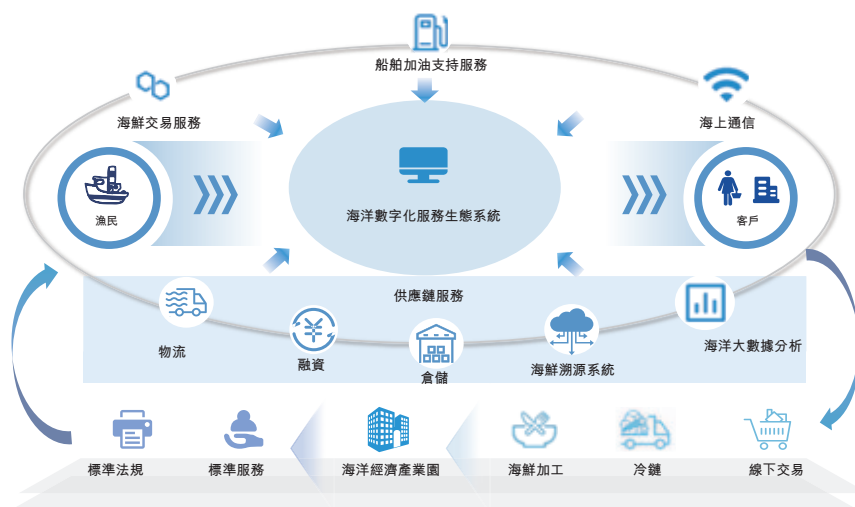 船舶加油支持服務
海鮮交易服務
海上通信
漁民
海洋數字化服務生態系統
客戶
供應鏈服務
物流
融資
倉儲
海鮮溯源系統
海洋大數據分析
標準法規
標準服務
海洋經濟產業園
海鮮加工
冷鏈
線下交易